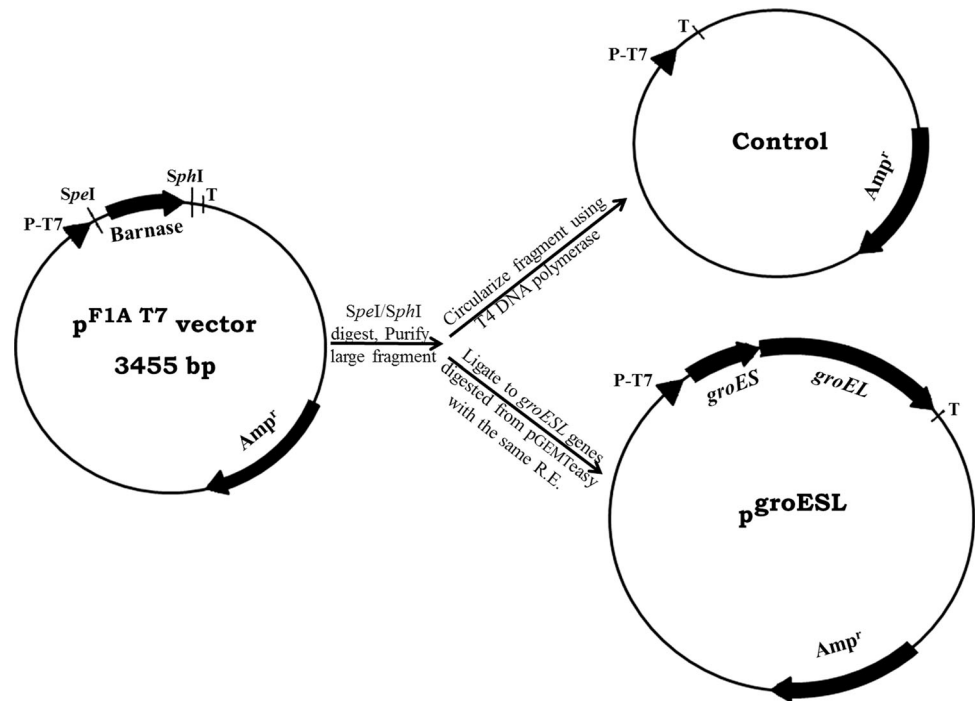 SpeI
SphI
T
P-T7
Barnase
pF1A T7 vector
3455 bp
Ampr
SpeI/SphI
digest, Purify
large fragment
Circularize fragment using
T4 DNA polymerase
Ligate to groESL genes
digested from pGEMTeasy
with the same R.E.
T
P-T7
Control
Ampr
P-T7
groES
groEL
T
pgroESL
Ampr